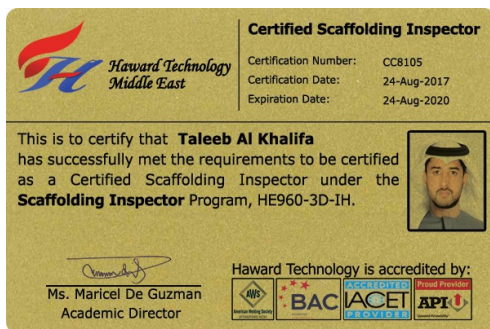 Haward Technology
Middle East
Certified Scaffolding Inspector
Certification Number: CC8105
Certification Date: 24-Aug-2017
Expiration Date: 24-Aug-2020
This is to certify that Taleeb Al Khalifa
has successfully met the requirements to be certified
as a Certified Scaffolding Inspector under the
Scaffolding Inspector Program, HE960-3D-IH.
Ms. Maricel De Guzman
Academic Director
Haward Technology is accredited by:
AWS
American Welding Society
BAC
ACCREDITED
IACET
PROVIDER
Proud Provider
API U